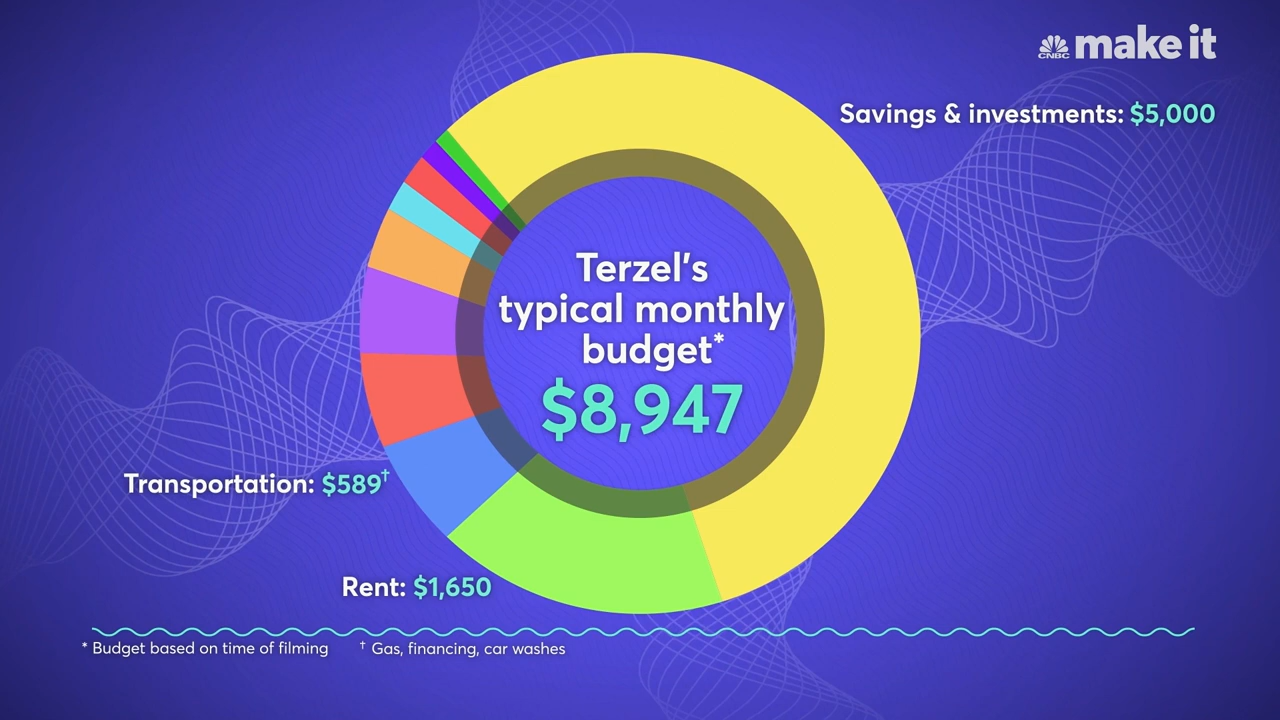 CNBC make it
Savings & investments: $5,000
Terzel's
typical monthly
budget*
$8,947
Transportation: $589†
Rent: $1,650
* Budget based on time of filming † Gas, financing, car washes